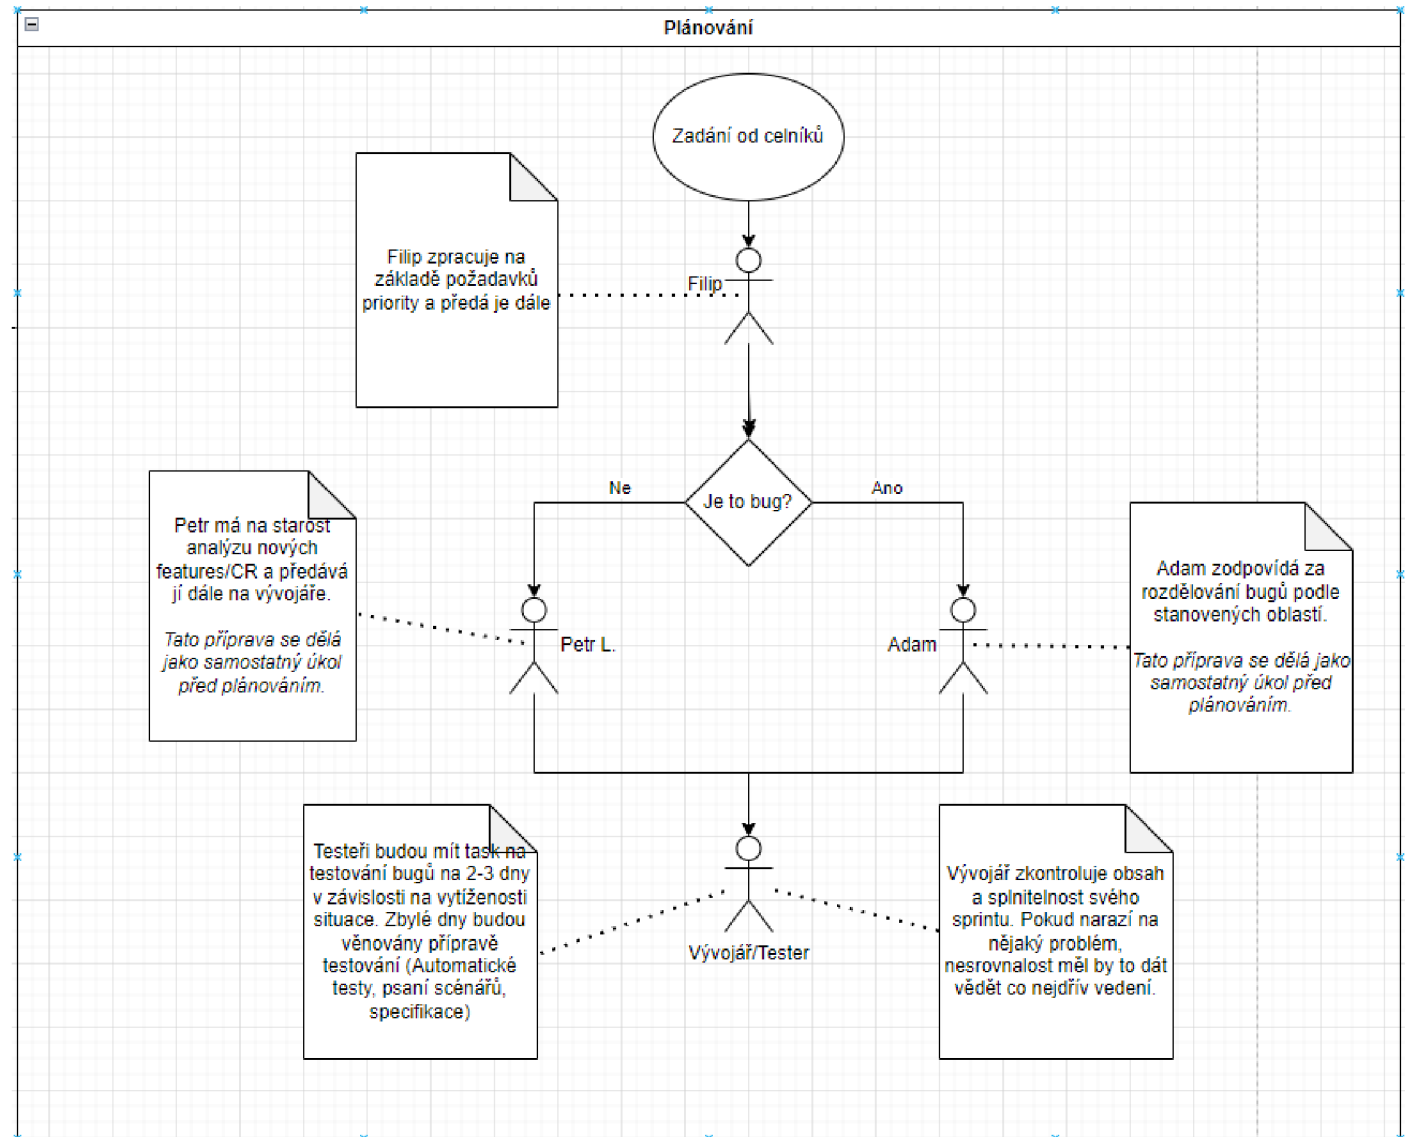 Plánování
Zadání od celníků
Filip zpracuje na
základě požadavků
priority a předá je dále
Filip
Je to bug?
Ne
Ano
Petr má na starost
analýzu nových
features/CR a předává
jí dále na vývojáře.
Tato příprava se dělá
jako samostatný úkol
před plánováním.
Petr L.
Adam
Adam zodpovídá za
rozdělování bugů podle
stanovených oblastí.
Tato příprava se dělá jako
samostatný úkol před
plánováním.
Testeři budou mít task na
testování bugů na 2-3 dny
v závislosti na vytíženosti
situace. Zbylé dny budou
věnovány přípravě
testování (Automatické
testy, psaní scénářů,
specifikace)
Vývojář/Tester
Vývojář zkontroluje obsah
a splnitelnost svého
sprintu. Pokud narazí na
nějaký problém,
nesrovnalost měl by to dát
vědět co nejdřív vedení.